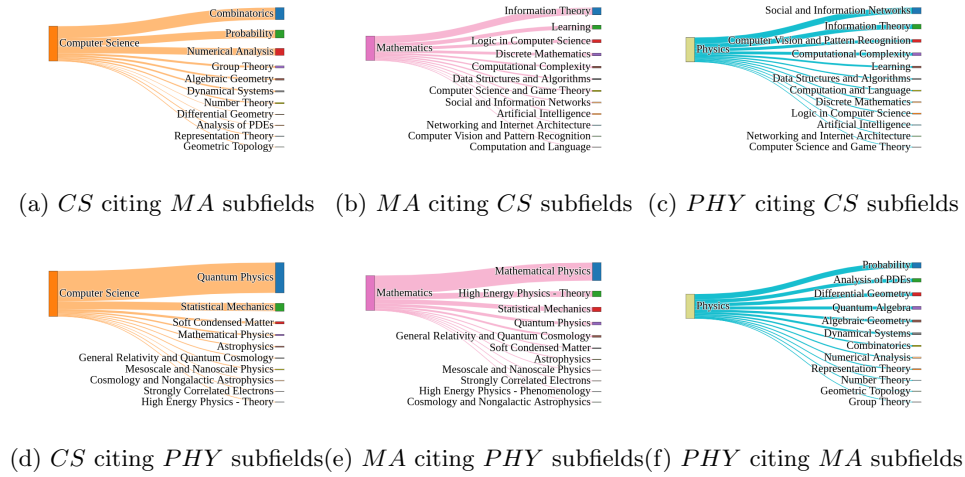 Computer Science
Combinatorics
Probability
Numerical Analysis
Group Theory
Algebraic Geometry
Dynamical Systems
Number Theory
Differential Geometry
Analysis of PDEs
Representation Theory
Geometric Topology
(a) CS citing MA subfields
Mathematics
Information Theory
Learning
Logic in Computer Science
Discrete Mathematics
Computational Complexity
Data Structures and Algorithms
Computer Science and Game Theory
Social and Information Networks
Artificial Intelligence
Networking and Internet Architecture
Computer Vision and Pattern Recognition
Computation and Language
(b) MA citing CS subfields
Physics
Social and Information Networks
Information Theory
Computer Vision and Pattern Recognition
Computational Complexity
Learning
Data Structures and Algorithms
Computation and Language
Discrete Mathematics
Logic in Computer Science
Artificial Intelligence
Networking and Internet Architecture
Computer Science and Game Theory
(c) PHY citing CS subfields
Computer Science
Quantum Physics
Statistical Mechanics
Soft Condensed Matter
Mathematical Physics
Astrophysics
General Relativity and Quantum Cosmology
Mesoscale and Nanoscale Physics
Cosmology and Nongalactic Astrophysics
Strongly Correlated Electrons
High Energy Physics - Theory
(d) CS citing PHY subfields
Mathematics
Mathematical Physics
High Energy Physics - Theory
Statistical Mechanics
Quantum Physics
General Relativity and Quantum Cosmology
Soft Condensed Matter
Astrophysics
Mesoscale and Nanoscale Physics
Strongly Correlated Electrons
High Energy Physics - Phenomenology
Cosmology and Nongalactic Astrophysics
(e) MA citing PHY subfields
Physics
Probability
Analysis of PDEs
Differential Geometry
Quantum Algebra
Algebraic Geometry
Dynamical Systems
Combinatorics
Numerical Analysis
Representation Theory
Number Theory
Geometric Topology
Group Theory
(f) PHY citing MA subfields